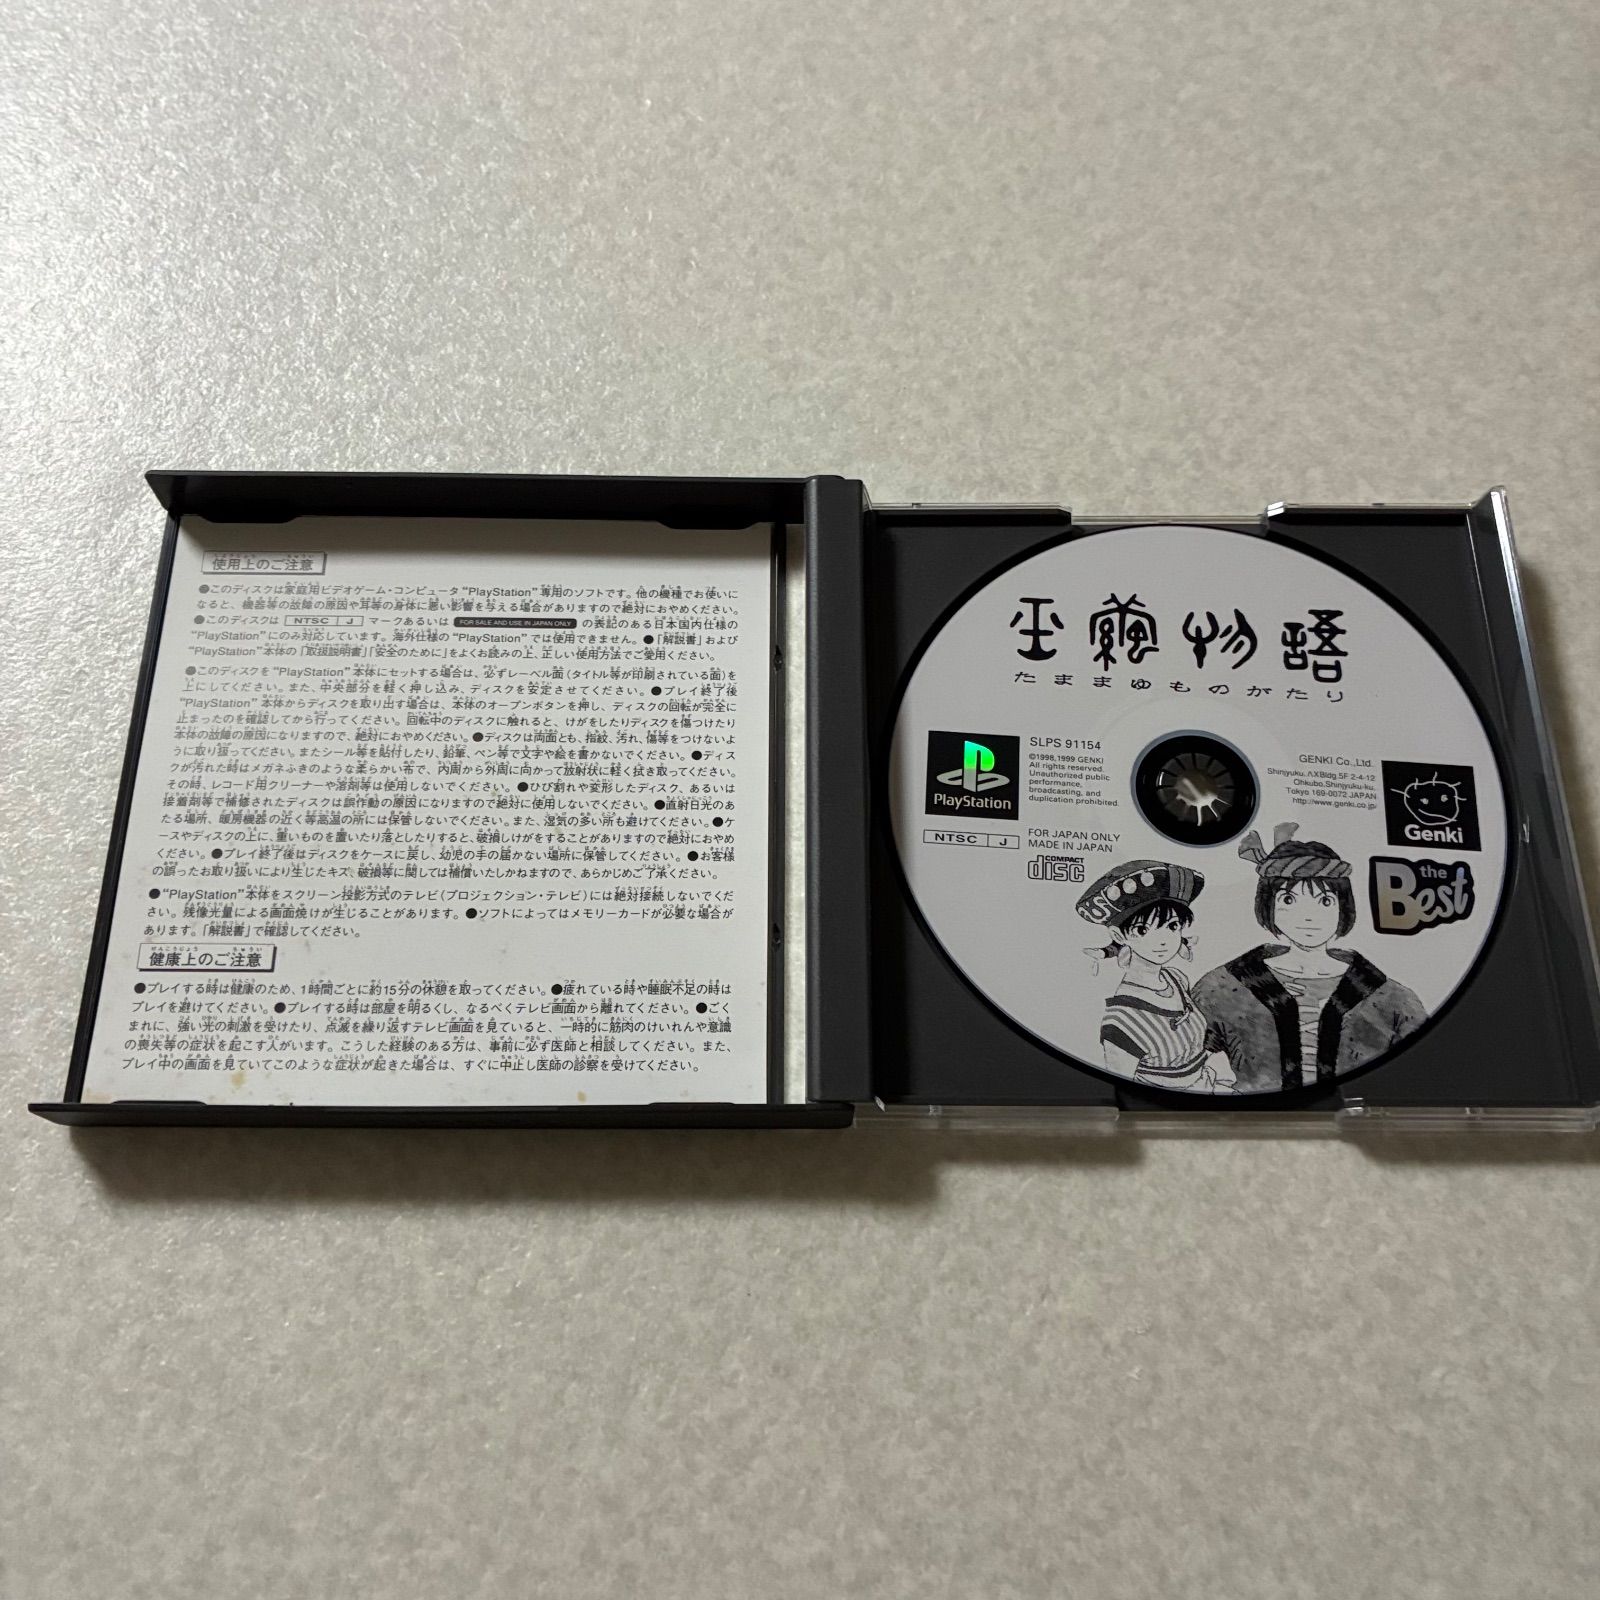 使用上のご注意
●このディスクは家庭用ビデオゲーム・コンピュータ“PlayStation”専用のソフトです。他の機種でお使いに
なると、機器等の故障の原因や耳等の身体に悪い影響を与える場合がありますので絶対におやめください。
●このディスクは NTSC J マークあるいは FOR SALE AND USE IN JAPAN ONLY の表記のある日本国内仕様の
“PlayStation”にのみ対応しています。海外仕様の“PlayStation”では使用できません。●「解説書」および
“PlayStation”本体の「取扱説明書」「安全のために」をよくお読みの上、正しい使用方法でご愛用ください。
●このディスクを“PlayStation”本体にセットする場合は、必ずレーベル面(タイトル等が印刷されている面)を
上にしてください。また、中央部分を軽く押し込み、ディスクを安定させてください。●プレイ終了後
“PlayStation”本体からディスクを取り出す場合は、本体のオープンボタンを押し、ディスクの回転が完全に
止まったのを確認してから行ってください。回転中のディスクに触れると、けがをしたりディスクを傷つけたり
本体の故障の原因になりますので、絶対におやめください。●ディスクは両面とも、指紋、汚れ、傷等をつけないよ
うに取り扱ってください。またシール等を貼付したり、鉛筆、ペン等で文字や絵を書かないでください。●ディス
クが汚れた時はメガネふきのような柔らかい布で、内周から外周に向かって放射状に軽く拭き取ってください。
その時、レコード用クリーナーや溶剤等は使用しないでください。●ひび割れや変形したディスク、あるいは
接着剤等で補修されたディスクは誤作動の原因になりますので絶対に使用しないでください。●直射日光のあ
たる場所、暖房機器の近く等高温の所には保管しないでください。また、湿気の多い所も避けてください。●ケ
ースやディスクの上に、重いものを置いたり落としたりすると、破損しけがをすることがありますので絶対におやめ
ください。●プレイ終了後はディスクをケースに戻し、幼児の手の届かない場所に保管してください。●お客様
の誤ったお取り扱いにより生じたキズ、破損等に関しては補償いたしかねますので、あらかじめご了承ください。
●“PlayStation”本体をスクリーン投影方式のテレビ(プロジェクション・テレビ)には絶対接続しないでくだ
さい。残像光量による画面焼けが生じることがあります。●ソフトによってはメモリーカードが必要な場合が
あります。「解説書」で確認してください。
健康上のご注意
●プレイする時は健康のため、1時間ごとに約15分の休憩を取ってください。●疲れている時や睡眠不足の時は
プレイを避けてください。●プレイする時は部屋を明るくし、なるべくテレビ画面から離れてください。●ごく
まれに、強い光の刺激を受けたり、点滅を繰り返すテレビ画面を見ていると、一時的に筋肉のけいれんや意識
の喪失等の症状を起こす人がいます。こうした経験のある方は、事前に必ず医師と相談してください。また、
プレイ中の画面を見ていてこのような症状が起きた場合は、すぐに中止し医師の診察を受けてください。
玉繭物語
たままゆものがたり
PlayStation
NTSC J
SLPS 91154
©1998,1999 GENKI
All rights reserved.
Unauthorized public
performance,
broadcasting, and
duplication prohibited.
FOR JAPAN ONLY
MADE IN JAPAN
COMPACT
disc
GENKI Co.,Ltd.
Shinjyuku. ΛX Bldg.5F 2-4-12
Ohkubo,Shinjyuku-ku.
Tokyo 169-0072 JAPAN
http://www.genki.co.jp/
Genki
the
Best